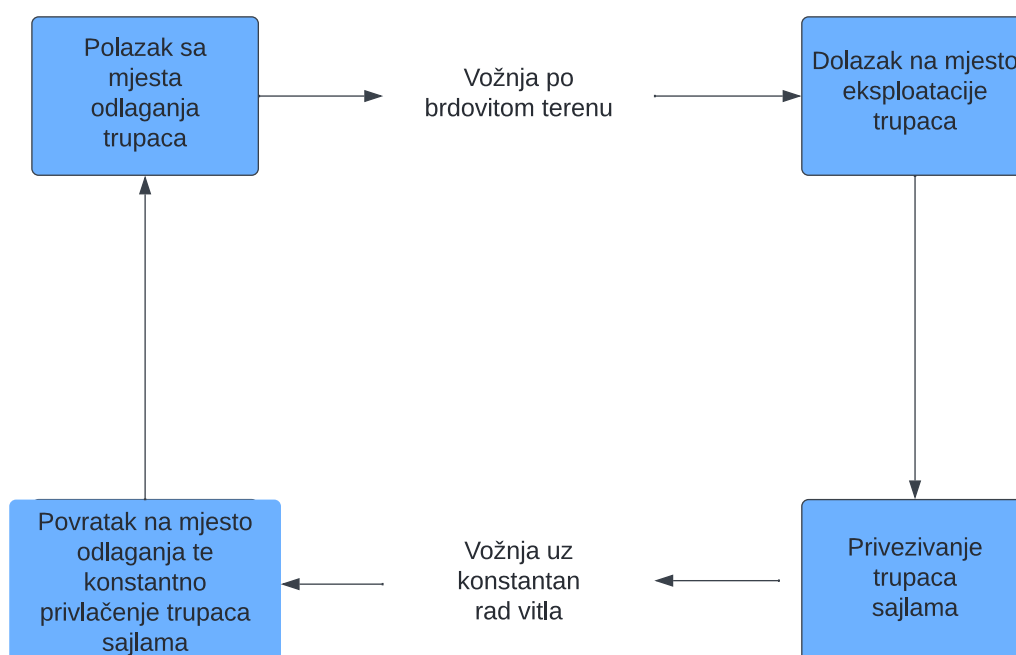 Polazak sa
mjesta
odlaganja
trupaca
Vožnja po
brdovitom terenu
Dolazak na mjesto
eksploatacije
trupaca
Privezivanje
trupaca
sajlama
Vožnja uz
konstantan
rad vitla
Povratak na mjesto
odlaganja te
konstantno
privlačenje trupaca
sajlama